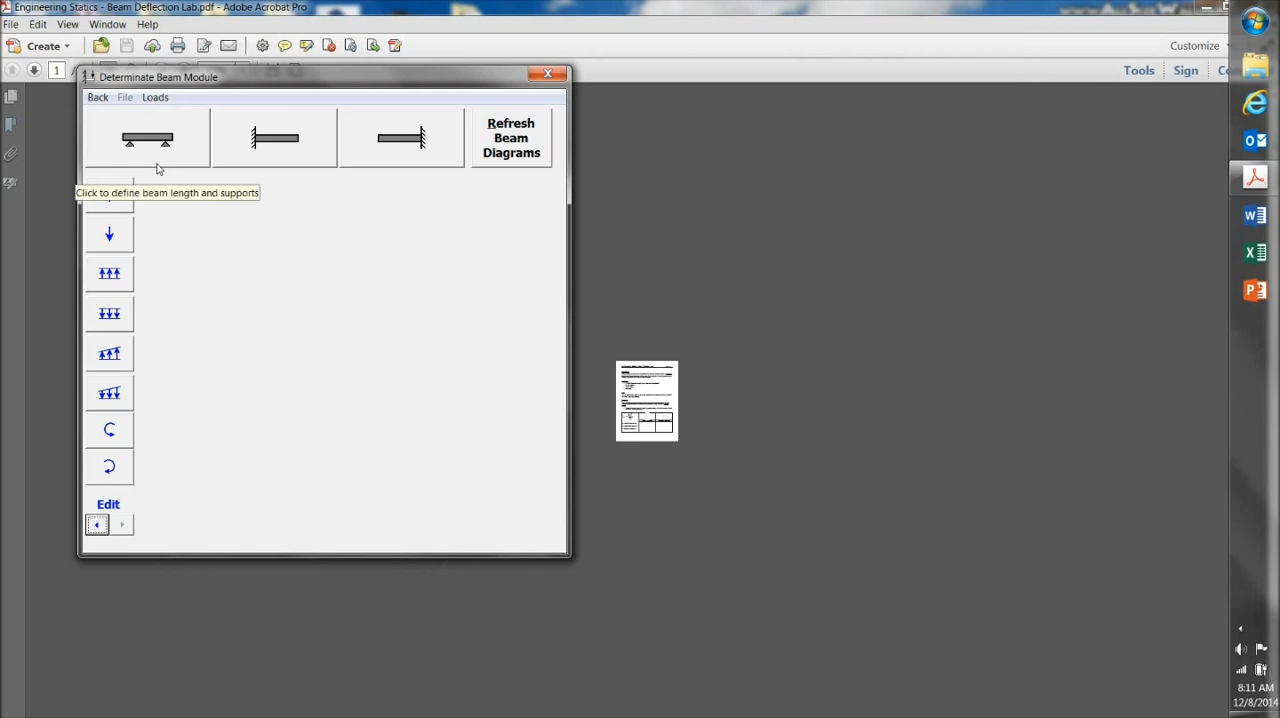 Engineering Statics - Beam Deflection Lab.pdf - Adobe Acrobat Pro
File Edit View Window Help
Create
Customize
1
Tools Sign
Determinate Beam Module
Back File Loads
Refresh
Beam
Diagrams
Click to define beam length and supports
Edit
8:11 AM
12/8/2014